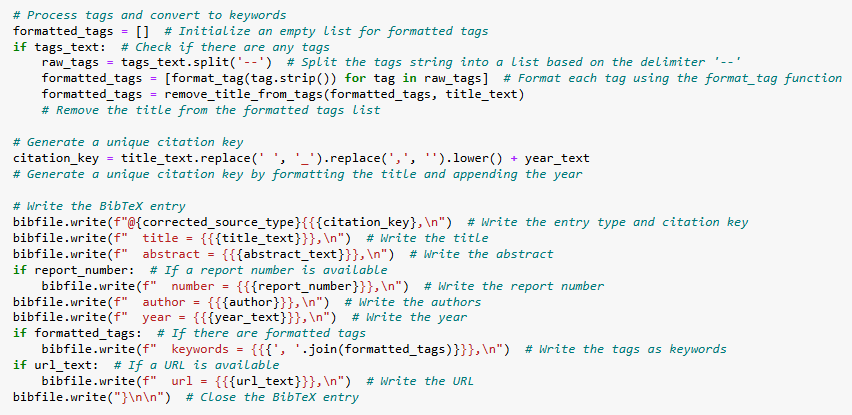 # Process tags and convert to keywords
formatted_tags = []  # Initialize an empty list for formatted tags
if tags_text:  # Check if there are any tags
    raw_tags = tags_text.split('--')  # Split the tags string into a list based on the delimiter '--'
    formatted_tags = [format_tag(tag.strip()) for tag in raw_tags]  # Format each tag using the format_tag function
    formatted_tags = remove_title_from_tags(formatted_tags, title_text)
    # Remove the title from the formatted tags list

# Generate a unique citation key
citation_key = title_text.replace(' ', '_').replace(',', '').lower() + year_text
# Generate a unique citation key by formatting the title and appending the year

# Write the BibTeX entry
bibfile.write(f"@{corrected_source_type}{{{citation_key},\n")  # Write the entry type and citation key
bibfile.write(f"  title = {{{title_text}}},\n")  # Write the title
bibfile.write(f"  abstract = {{{abstract_text}}},\n")  # Write the abstract
if report_number:  # If a report number is available
    bibfile.write(f"  number = {{{report_number}}},\n")  # Write the report number
bibfile.write(f"  author = {{{author}}},\n")  # Write the authors
bibfile.write(f"  year = {{{year_text}}},\n")  # Write the year
if formatted_tags:  # If there are formatted tags
    bibfile.write(f"  keywords = {{{', '.join(formatted_tags)}}},\n")  # Write the tags as keywords
if url_text:  # If a URL is available
    bibfile.write(f"  url = {{{url_text}}},\n")  # Write the URL
bibfile.write("}\n\n")  # Close the BibTeX entry